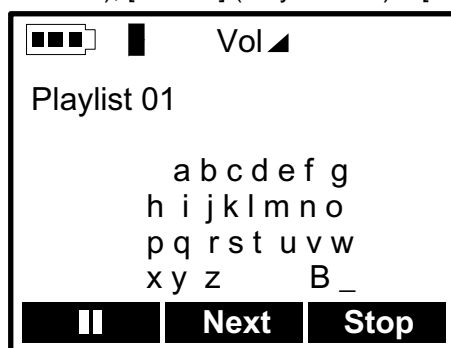 Vol
Playlist 01
a b c d e f g
h i j k l m n o
p q r s t u v w
x y z B _
Next Stop